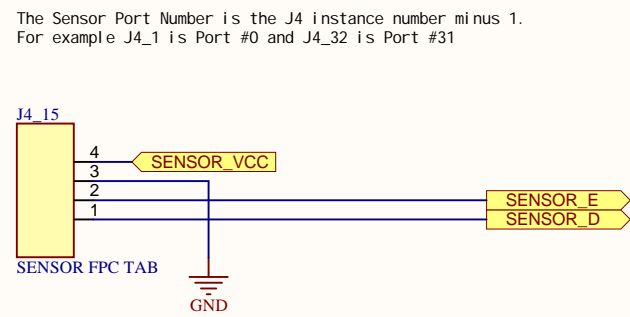 The Sensor Port Number is the J4 instance number minus 1.
For example J4_1 is Port #0 and J4_32 is Port #31
J4_15
4
SENSOR_VCC
3
2
SENSOR_E
1
SENSOR_D
SENSOR FPC TAB
GND